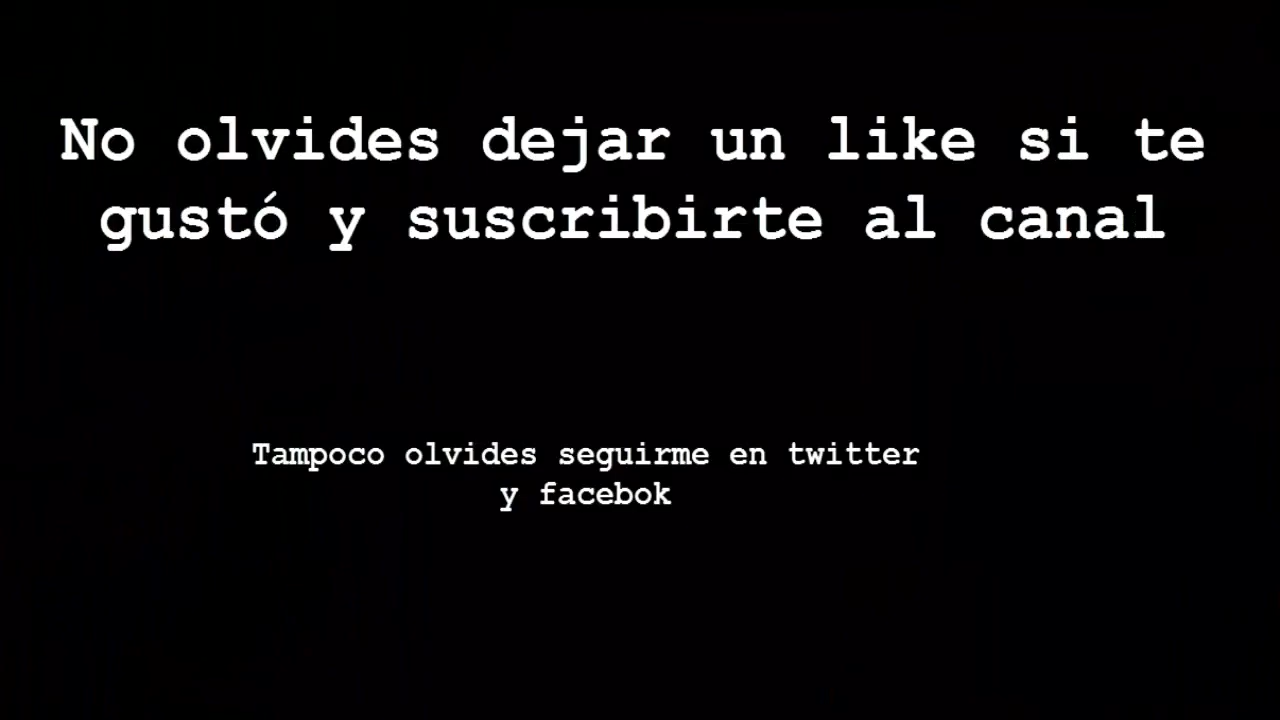 No olvides dejar un like si te
gustó y suscribirte al canal
Tampoco olvides seguirme en twitter
y facebok